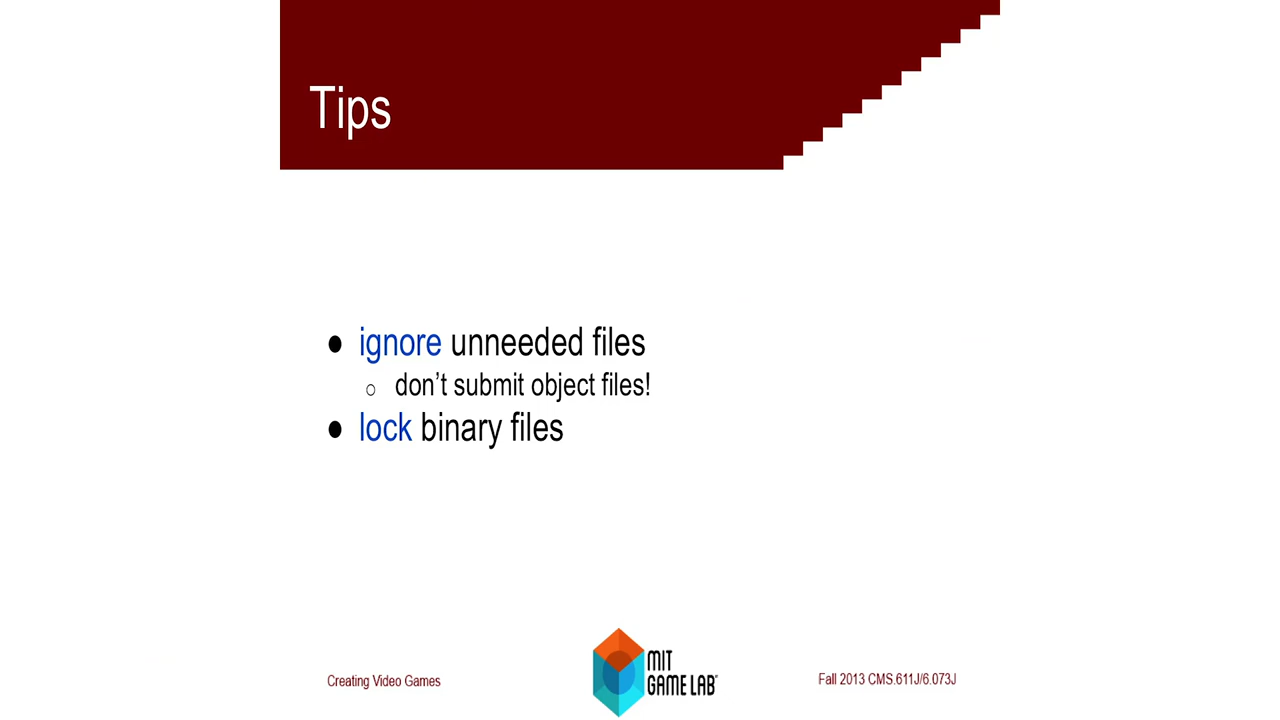 Tips
● ignore unneeded files
○ don't submit object files!
● lock binary files
Creating Video Games
MIT
GAME LAB
Fall 2013 CMS.611J/6.073J